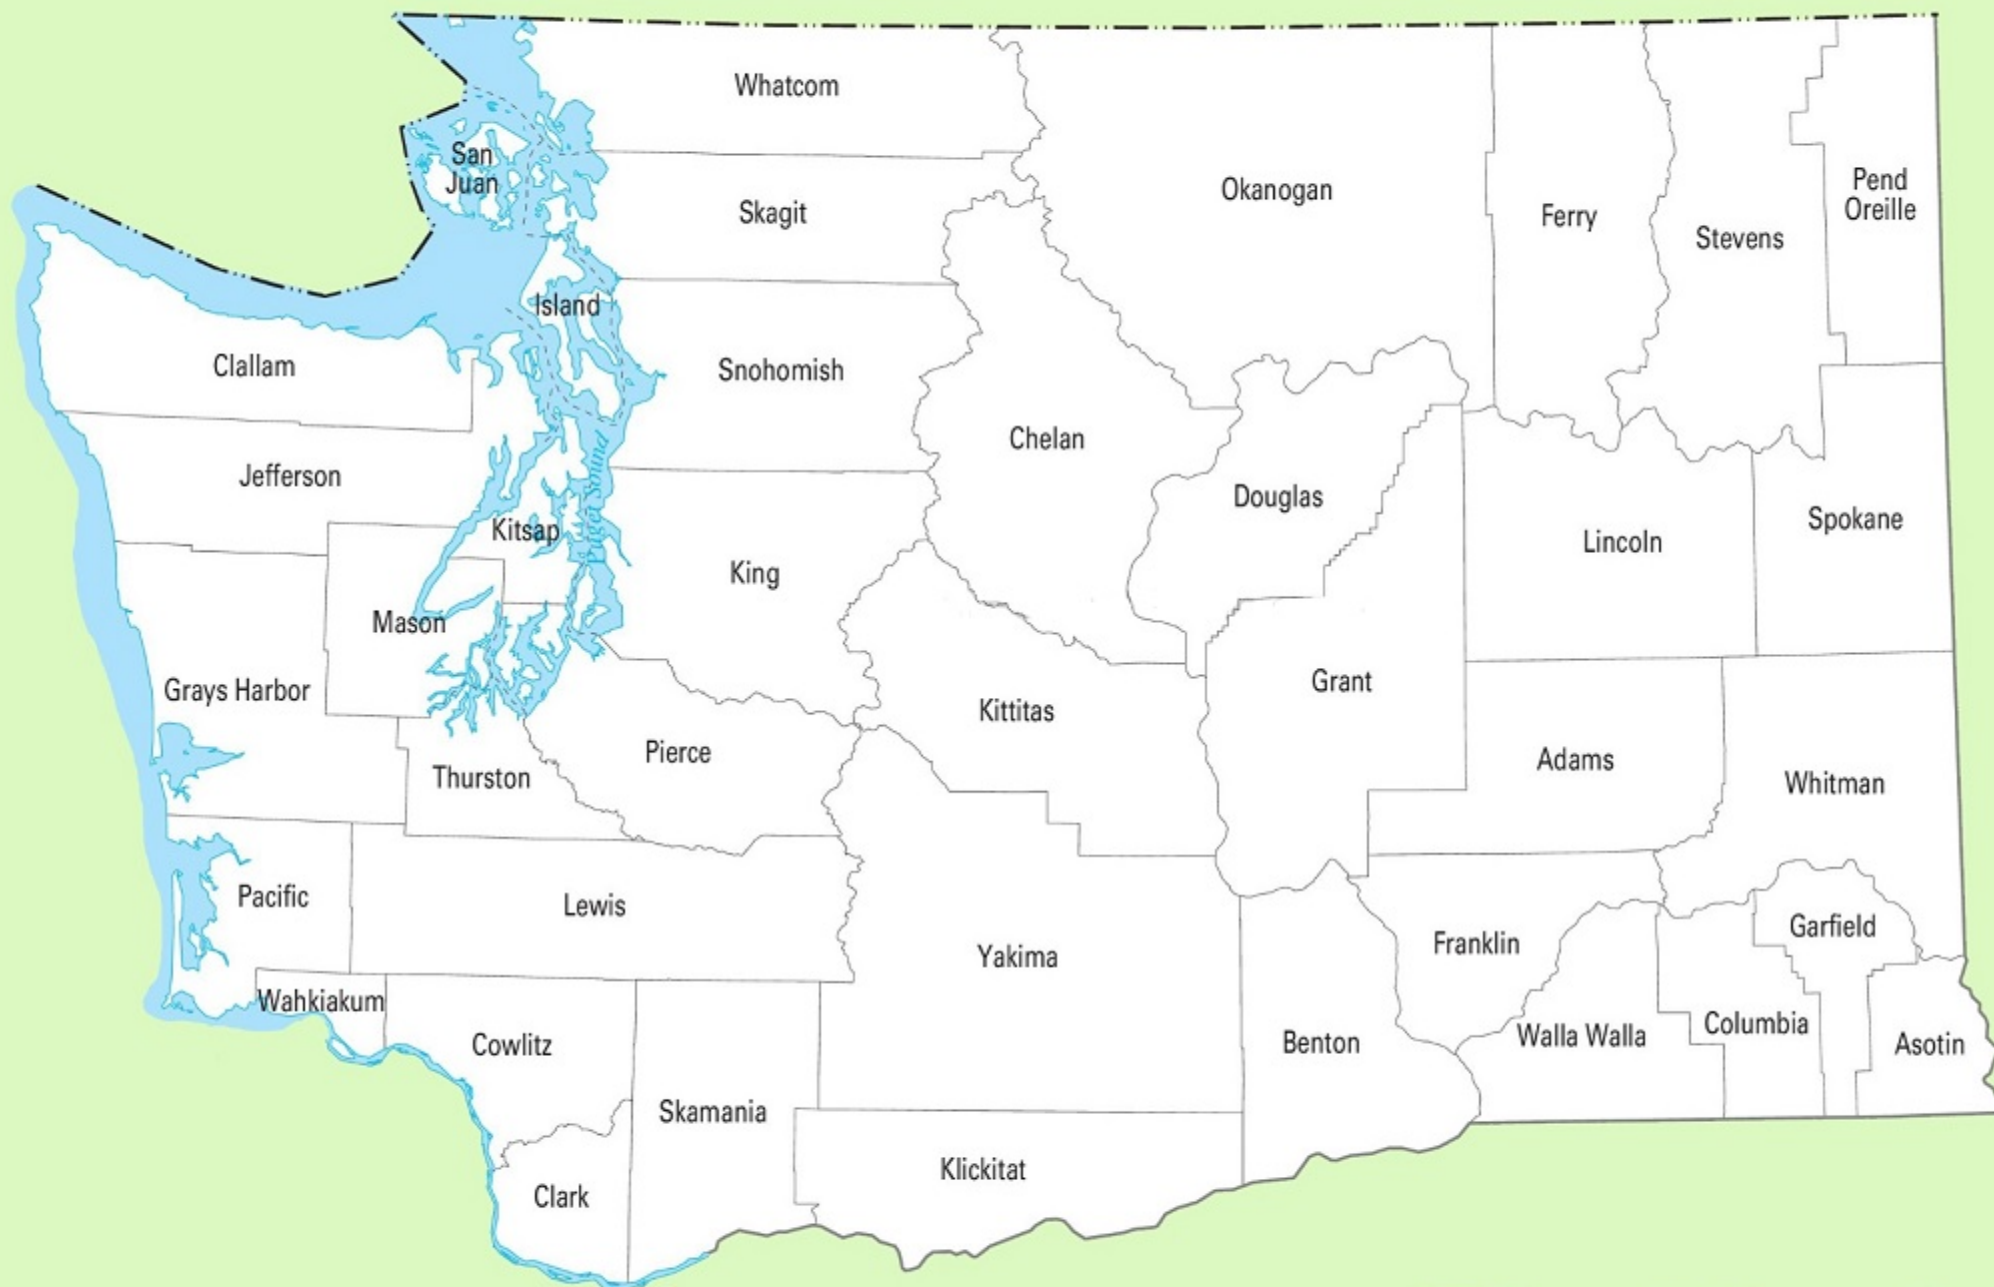 Whatcom
San
Juan
Skagit
Okanogan
Ferry
Stevens
Pend
Oreille
Island
Clallam
Snohomish
Chelan
Jefferson
Puget Sound
Kitsap
King
Douglas
Lincoln
Spokane
Mason
Grays Harbor
Kittitas
Grant
Pierce
Thurston
Adams
Whitman
Pacific
Lewis
Yakima
Franklin
Garfield
Wahkiakum
Cowlitz
Benton
Walla Walla
Columbia
Asotin
Skamania
Klickitat
Clark